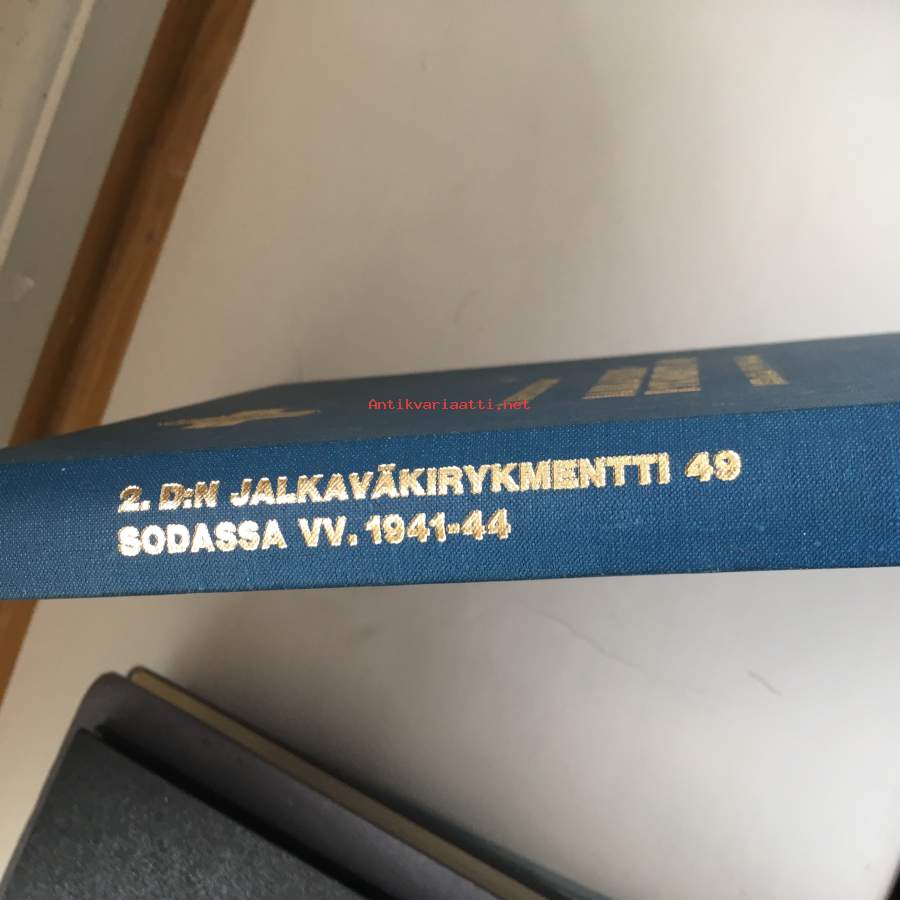 Antikvariaatti.net
2. D:N JALKAVÄKIRYKMENTTI 49
SODASSA VV. 1941-44